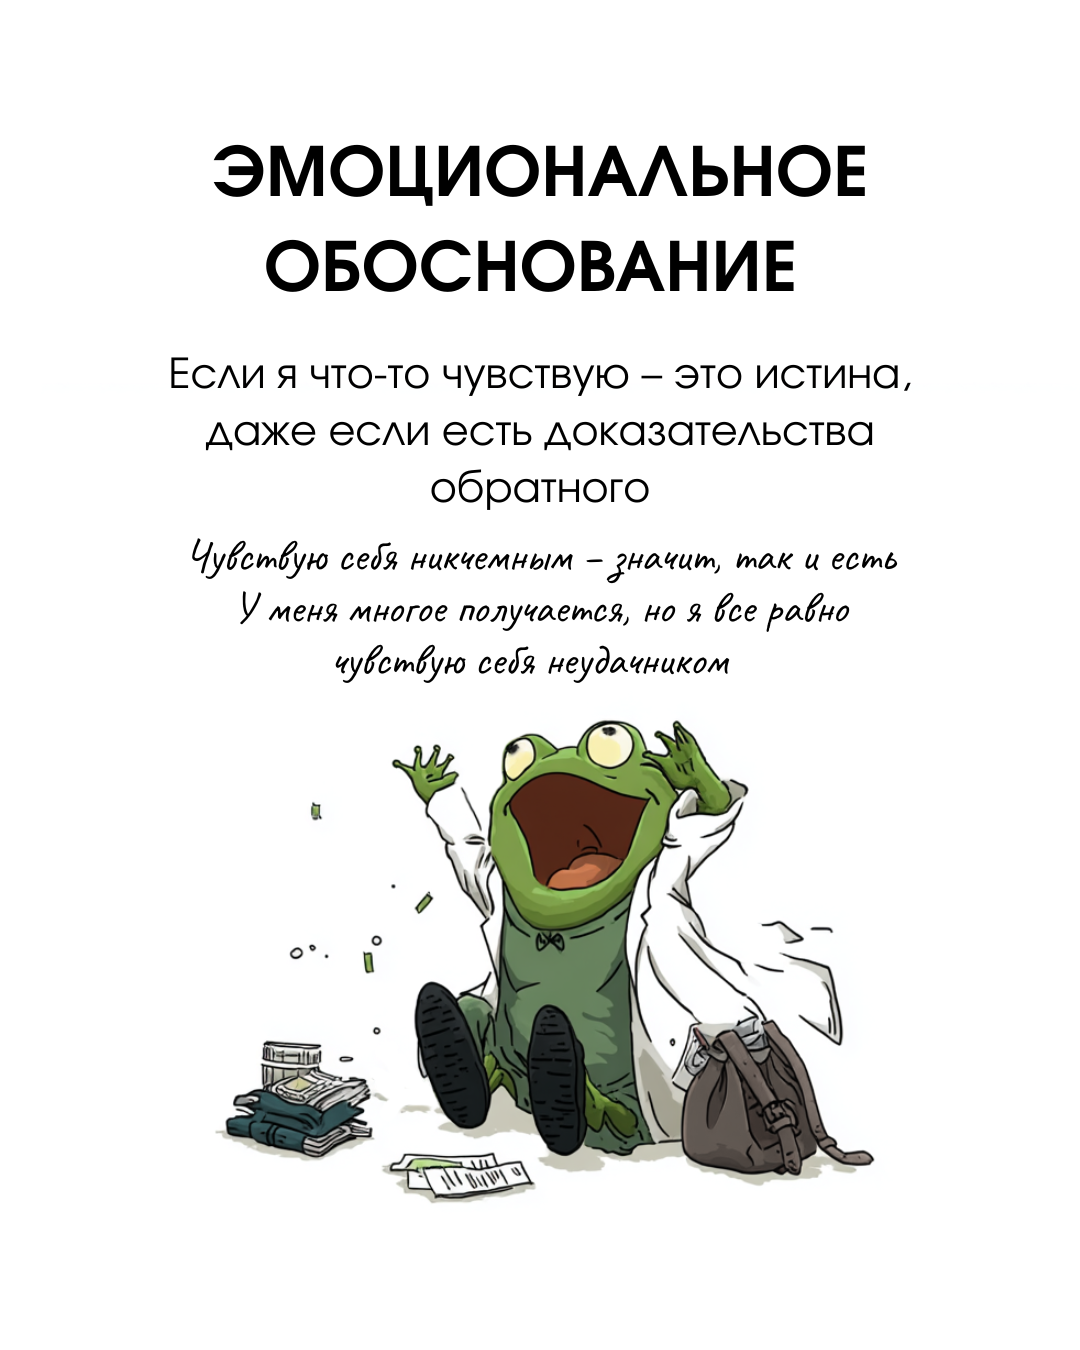 ЭМОЦИОНАЛЬНОЕ
ОБОСНОВАНИЕ
Если я что-то чувствую – это истина,
даже если есть доказательства
обратного
Чувствую себя никчемным – значит, так и есть
У меня многое получается, но я все равно
чувствую себя неудачником